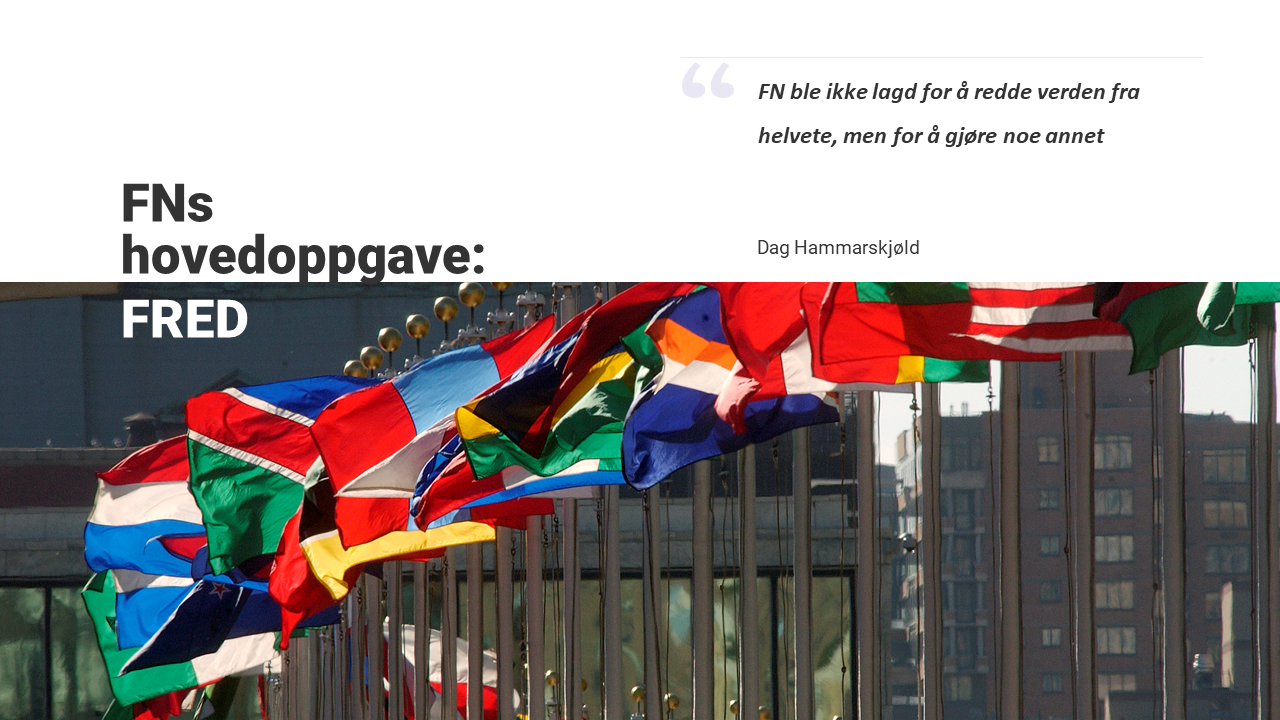 FNs
hovedoppgave:
FRED
“
FN ble ikke lagd for å redde verden fra
helvete, men for å gjøre noe annet
Dag Hammarskjøld